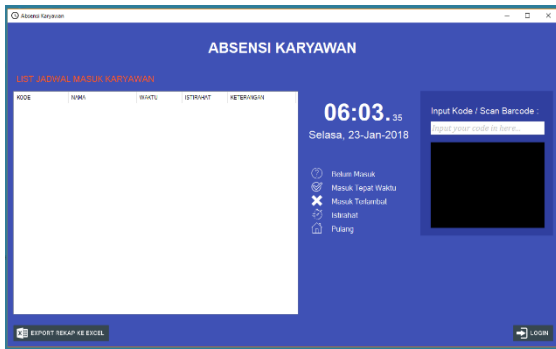 Absensi Karyawan
ABSENSI KARYAWAN
LIST JADWAL MASUK KARYAWAN
KODE NAMA WAKTU ISTIRAHAT KETERANGAN
06:03.35
Selasa, 23-Jan-2018
Input Kode / Scan Barcode :
Input your code in here..
Belum Masuk
Masuk Tepat Waktu
Masuk Terlambat
Istirahat
Pulang
EXPORT REKAP KE EXCEL
LOGIN